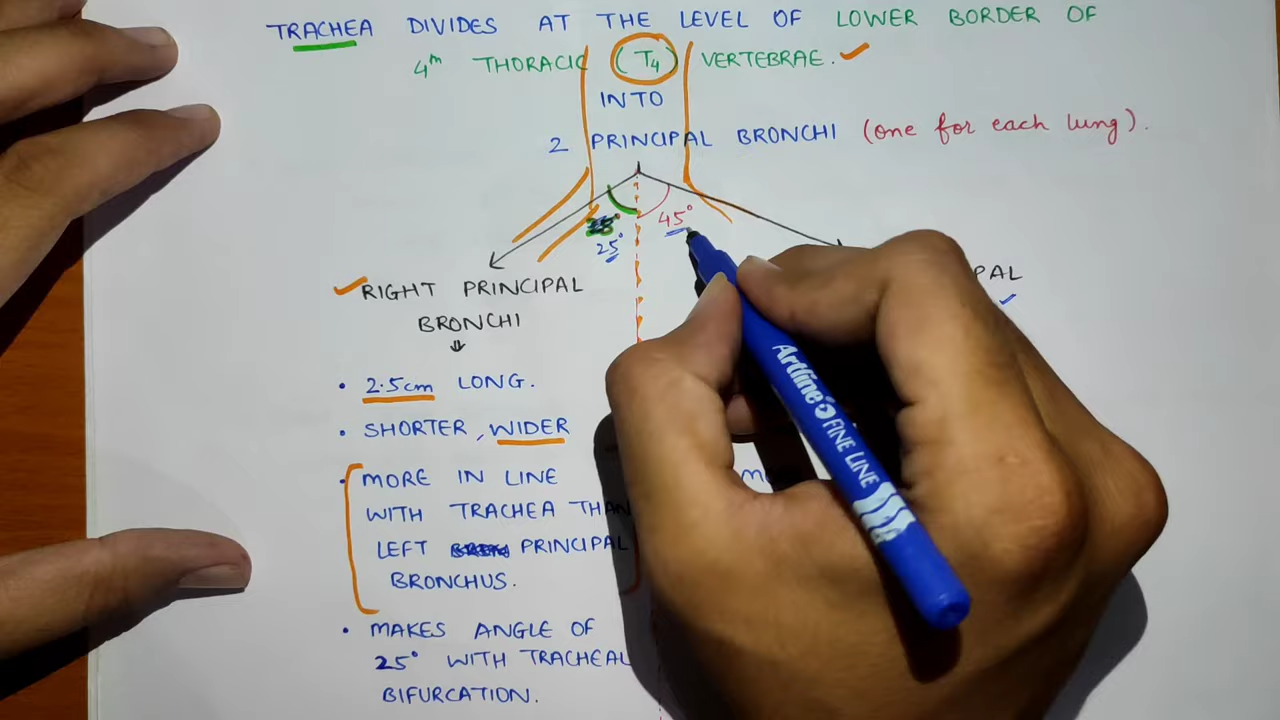 TRACHEA DIVIDES AT THE LEVEL OF LOWER BORDER OF
4th THORACIC (T4) VERTEBRAE.
INTO
2 PRINCIPAL BRONCHI (one for each lung).
45°
25°
PAL
RIGHT PRINCIPAL
BRONCHI
• 2.5cm LONG.
• SHORTER, WIDER
• MORE IN LINE
WITH TRACHEA THAN
LEFT PRINCIPAL
BRONCHUS.
• MAKES ANGLE OF
25° WITH TRACHEAL
BIFURCATION.
Artline FINE LINE